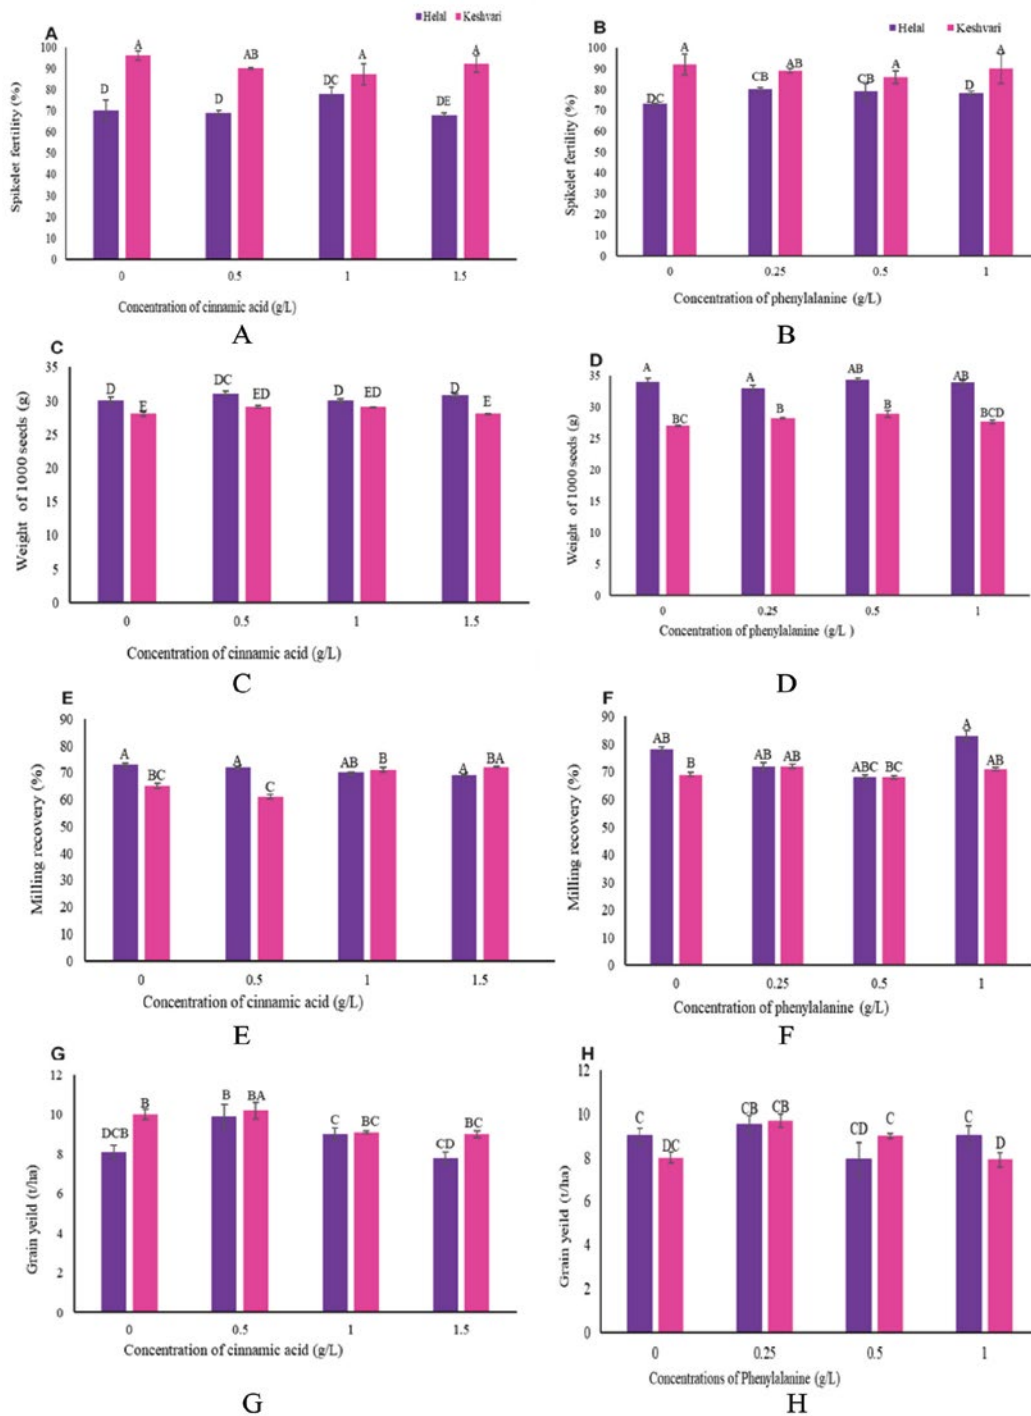 A
Helal Keshvari
Spikelet fertility (%)
100
90
80
70
60
50
40
30
20
10
0
D A D AB DC A DE A
0 0.5 1 1.5
Concentration of cinnamic acid (g/L)
A
B
Helal Keshvari
Spikelet fertility (%)
100
90
80
70
60
50
40
30
20
10
0
DC A CB AB CB A D A
0 0.25 0.5 1
Concentration of phenylalanine (g/L)
B
C
Weight of 1000 seeds (g)
35
30
25
20
15
10
5
0
D E DC ED D ED D E
0 0.5 1 1.5
Concentration of cinnamic acid (g/L)
C
D
Weight of 1000 seeds (g)
35
30
25
20
15
10
5
0
A BC A B AB B AB BCD
0 0.25 0.5 1
Concentration of phenylalanine (g/L )
D
E
Milling recovery (%)
90
80
70
60
50
40
30
20
10
0
A BC A C AB B A BA
0 0.5 1 1.5
Concentration of cinnamic acid (g/L)
E
F
Milling recovery (%)
90
80
70
60
50
40
30
20
10
0
AB B AB AB ABC BC A AB
0 0.25 0.5 1
Concentration of phenylalanine (g/L)
F
G
Grain yeild (t/ha)
12
10
8
6
4
2
0
DCB B B BA C BC CD BC
0 0.5 1 1.5
Concentration of cinnamic acid (g/L)
G
H
Grain yeild (t/ha)
12
10
8
6
4
2
0
C DC CB CB CD C C D
0 0.25 0.5 1
Concentrations of Phenylalanine (g/L)
H